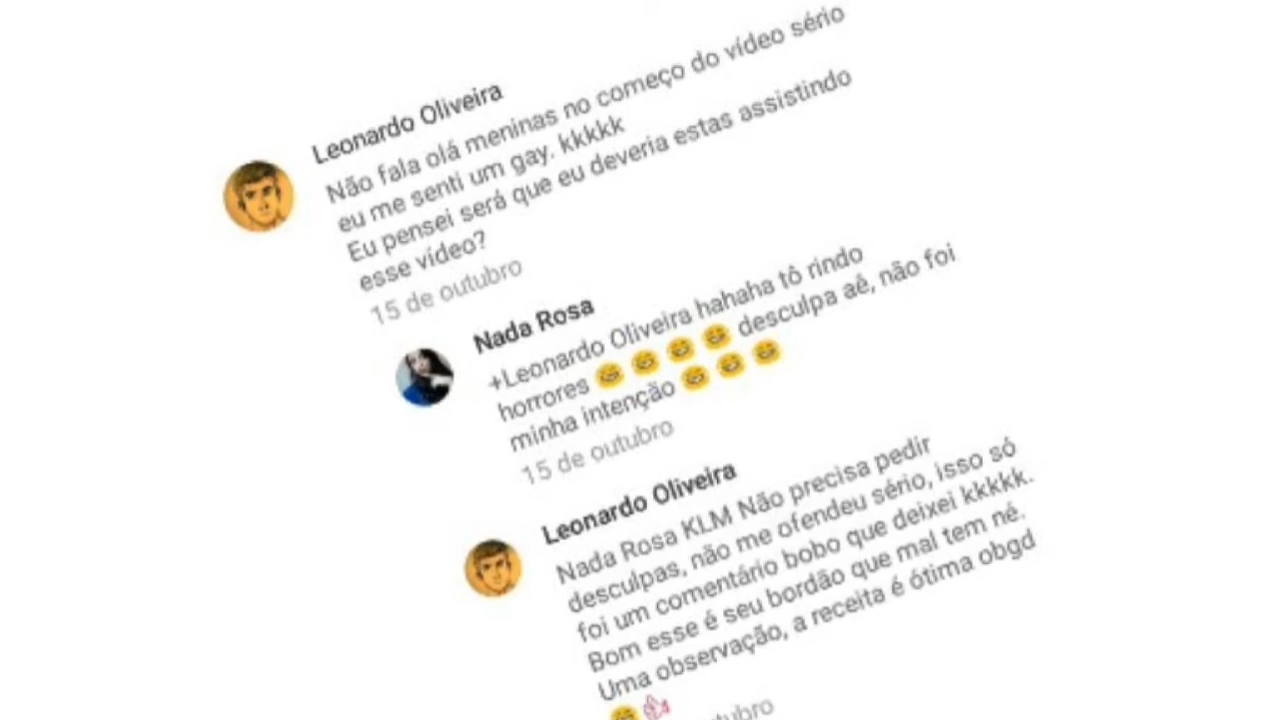 Leonardo Oliveira
Não fala olá meninas no começo do vídeo sério
eu me senti um gay. kkkkk
Eu pensei será que eu deveria estas assistindo
esse vídeo?
15 de outubro
Nada Rosa
+Leonardo Oliveira hahaha tô rindo
horrores 😂 😂 😂 😂 desculpa aê, não foi
minha intenção 😂 😂 😂
15 de outubro
Leonardo Oliveira
Nada Rosa KLM Não precisa pedir
desculpas, não me ofendeu sério, isso só
foi um comentário bobo que deixei kkkkk.
Bom esse é seu bordão que mal tem né.
Uma observação, a receita é ótima obgd